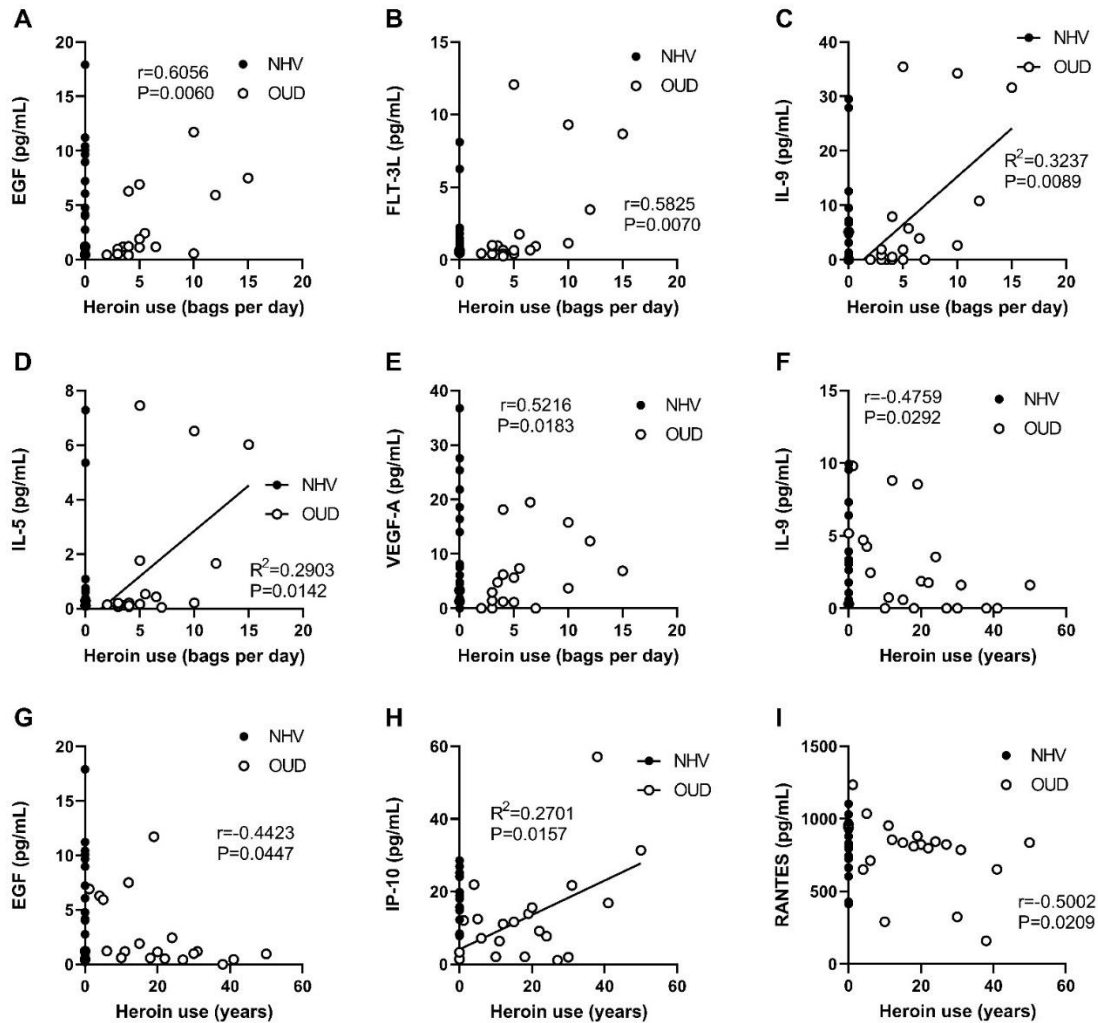 A
EGF (pg/mL)
20
15
10
5
0
r=0.6056
P=0.0060
NHV
OUD
0 5 10 15 20
Heroin use (bags per day)
B
FLT-3L (pg/mL)
15
10
5
0
NHV
OUD
r=0.5825
P=0.0070
0 5 10 15 20
Heroin use (bags per day)
C
IL-9 (pg/mL)
40
30
20
10
0
NHV
OUD
R²=0.3237
P=0.0089
0 5 10 15 20
Heroin use (bags per day)
D
IL-5 (pg/mL)
8
6
4
2
0
NHV
OUD
R²=0.2903
P=0.0142
0 5 10 15 20
Heroin use (bags per day)
E
VEGF-A (pg/mL)
40
30
20
10
0
r=0.5216
P=0.0183
NHV
OUD
0 5 10 15 20
Heroin use (bags per day)
F
IL-9 (pg/mL)
15
10
5
0
r=-0.4759
P=0.0292
NHV
OUD
0 20 40 60
Heroin use (years)
G
EGF (pg/mL)
20
15
10
5
0
NHV
OUD
r=-0.4423
P=0.0447
0 20 40 60
Heroin use (years)
H
IP-10 (pg/mL)
60
40
20
0
NHV
OUD
R²=0.2701
P=0.0157
0 20 40 60
Heroin use (years)
I
RANTES (pg/mL)
1500
1000
500
0
NHV
OUD
r=-0.5002
P=0.0209
0 20 40 60
Heroin use (years)